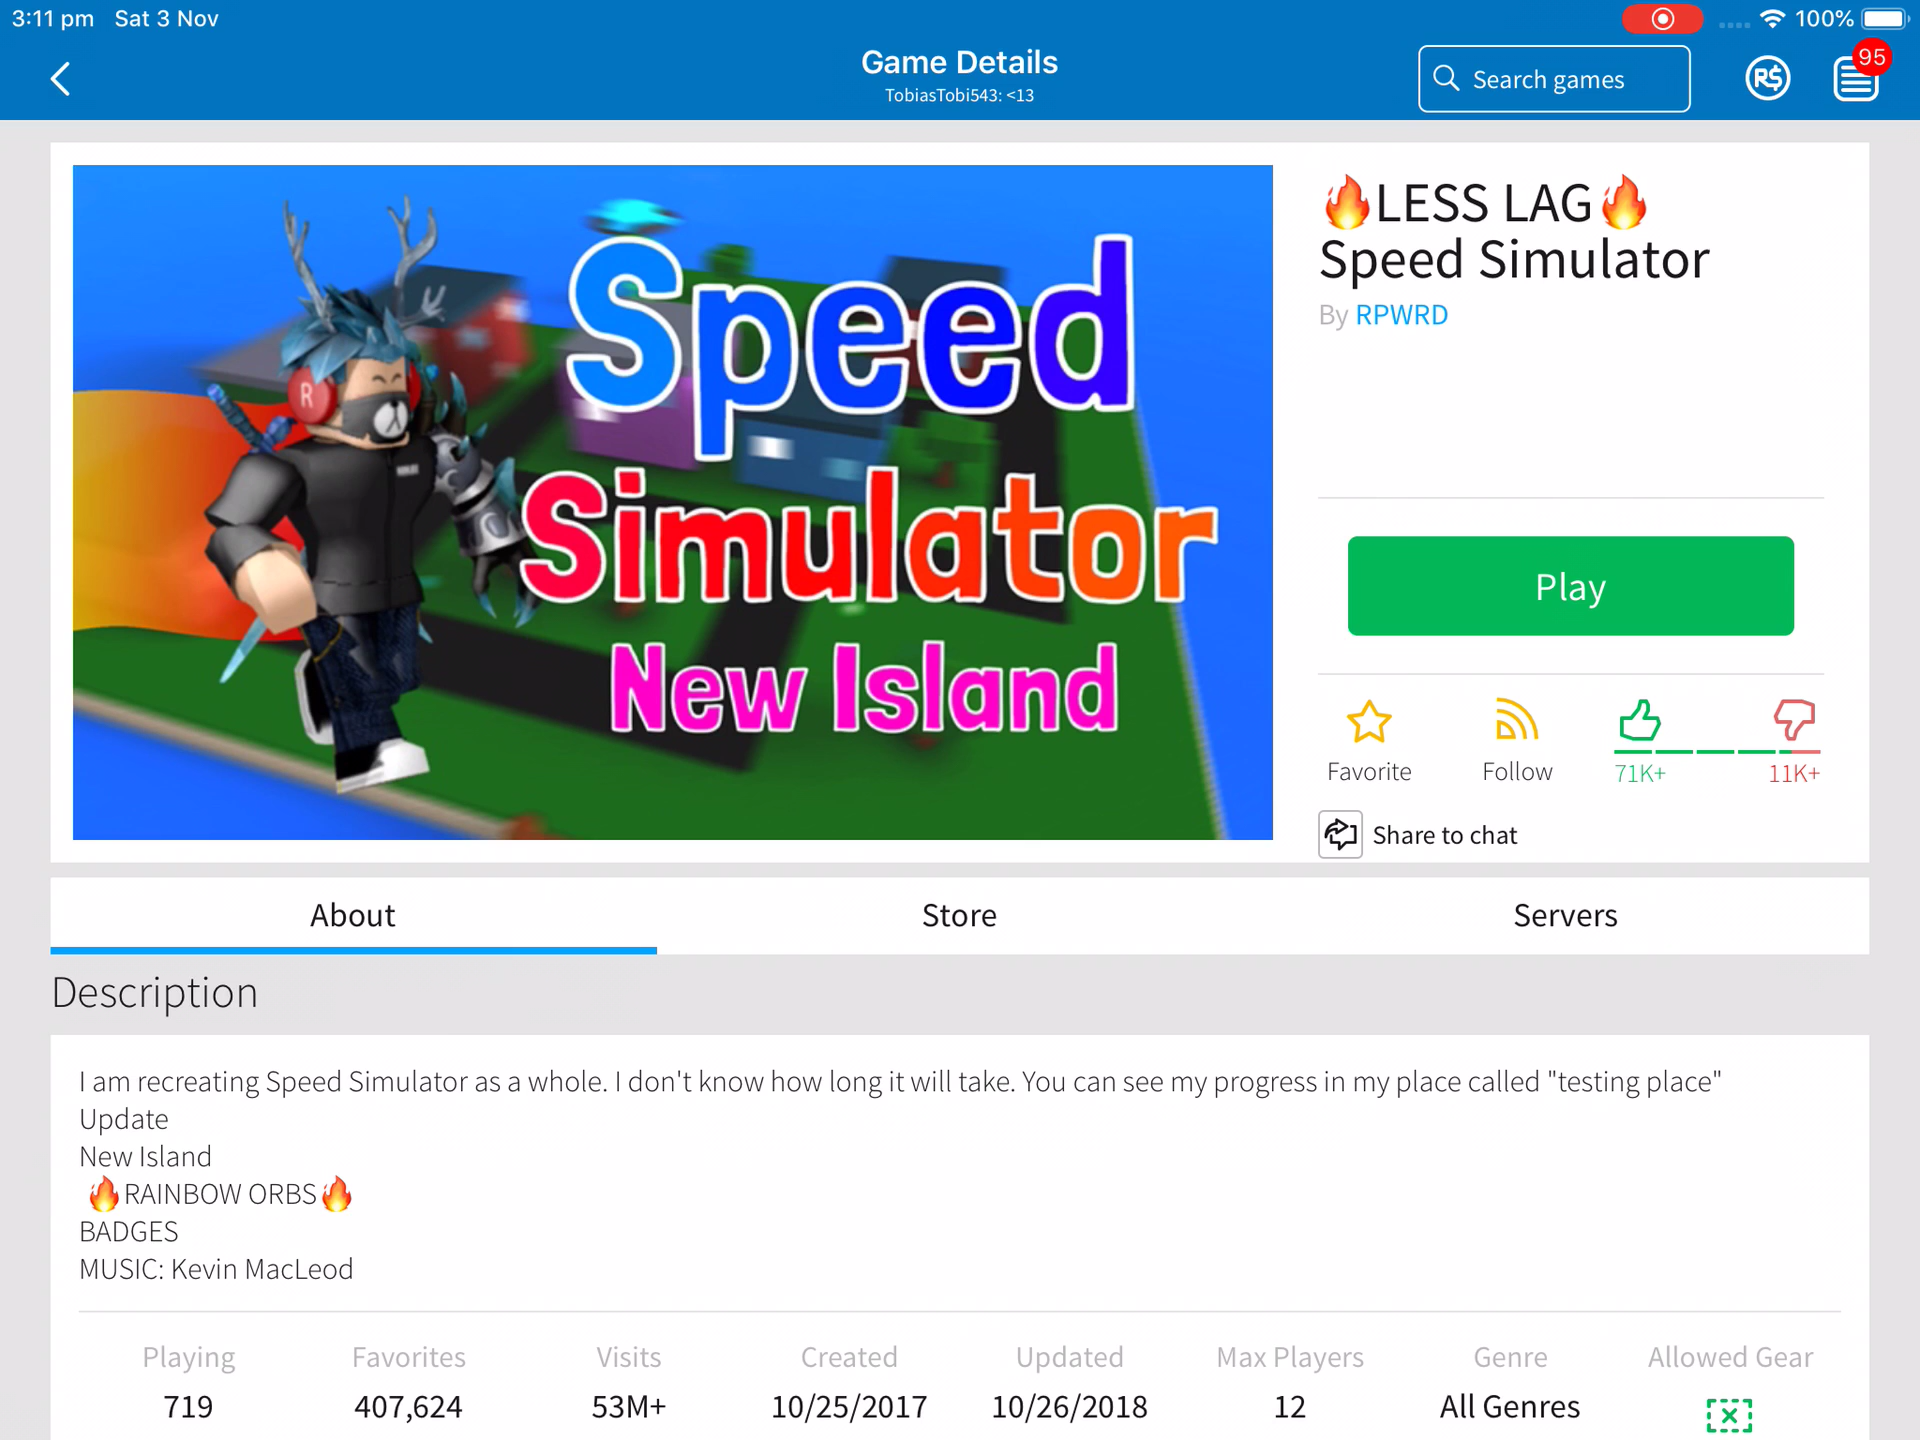 3:11 pm Sat 3 Nov 100%
Game Details
TobiasTobi543: <13
Search games
R$
95
Speed
Simulator
New Island
R
🔥LESS LAG🔥
Speed Simulator
By RPWRD
Play
Favorite Follow 71K+ 11K+
Share to chat
About Store Servers
Description
I am recreating Speed Simulator as a whole. I don't know how long it will take. You can see my progress in my place called "testing place"
Update
New Island
🔥RAINBOW ORBS🔥
BADGES
MUSIC: Kevin MacLeod
Playing Favorites Visits Created Updated Max Players Genre Allowed Gear
719 407,624 53M+ 10/25/2017 10/26/2018 12 All Genres